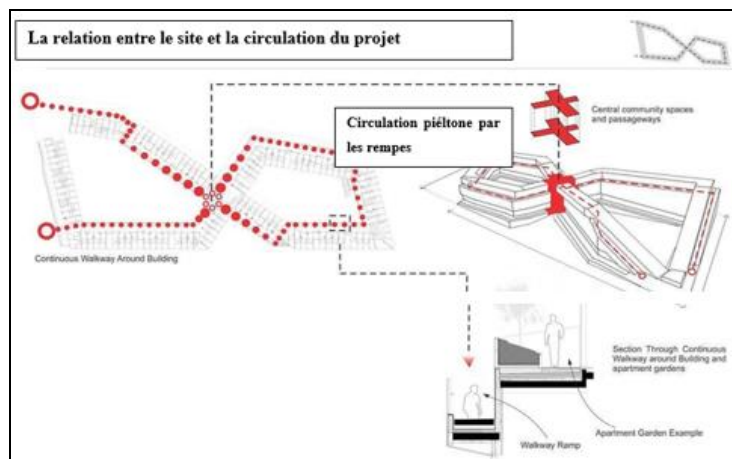 La relation entre le site et la circulation du projet
Central community spaces
and passageways
Circulation piéltone par
les rempes
Continuous Walkway Around Building
Section Through Continuous
Walkway around Building and
apartment gardens
Apartment Garden Example
Walkway Ramp